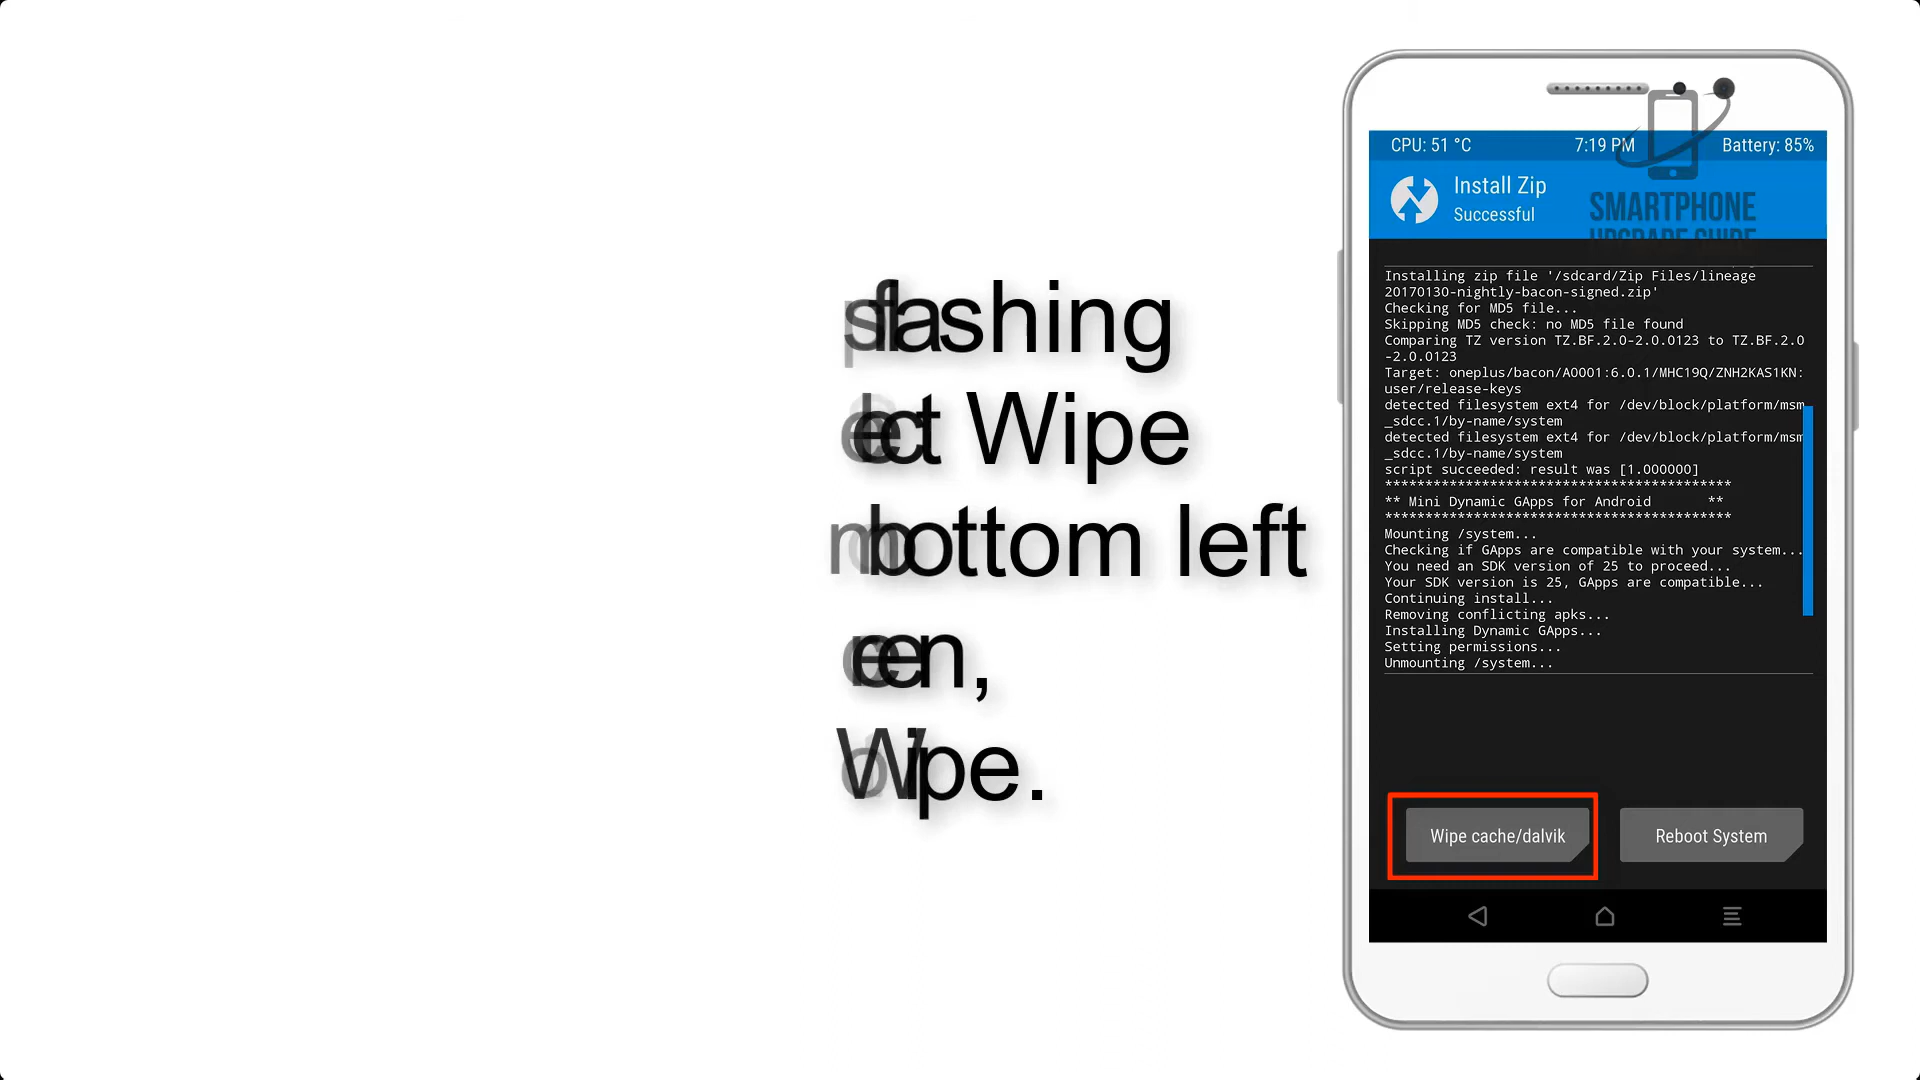 flashing
Wipe
bottom left
Wipe.
CPU: 51 °C 7:19 PM Battery: 85%
Install Zip
Successful
SMARTPHONE
UPGRADE GUIDE
Installing zip file '/sdcard/Zip Files/lineage
20170130-nightly-bacon-signed.zip'
Checking for MD5 file...
Skipping MD5 check: no MD5 file found
Comparing TZ version TZ.BF.2.0-2.0.0123 to TZ.BF.2.0
-2.0.0123
Target: oneplus/bacon/A0001:6.0.1/MHC19Q/ZNH2KAS1KN:
user/release-keys
detected filesystem ext4 for /dev/block/platform/msm
_sdcc.1/by-name/system
detected filesystem ext4 for /dev/block/platform/msm
_sdcc.1/by-name/system
script succeeded: result was [1.000000]
******************************************
** Mini Dynamic GApps for Android **
******************************************
Mounting /system...
Checking if GApps are compatible with your system...
You need an SDK version of 25 to proceed...
Your SDK version is 25, GApps are compatible...
Continuing install...
Removing conflicting apks...
Installing Dynamic GApps...
Setting permissions...
Unmounting /system...
Wipe cache/dalvik Reboot System